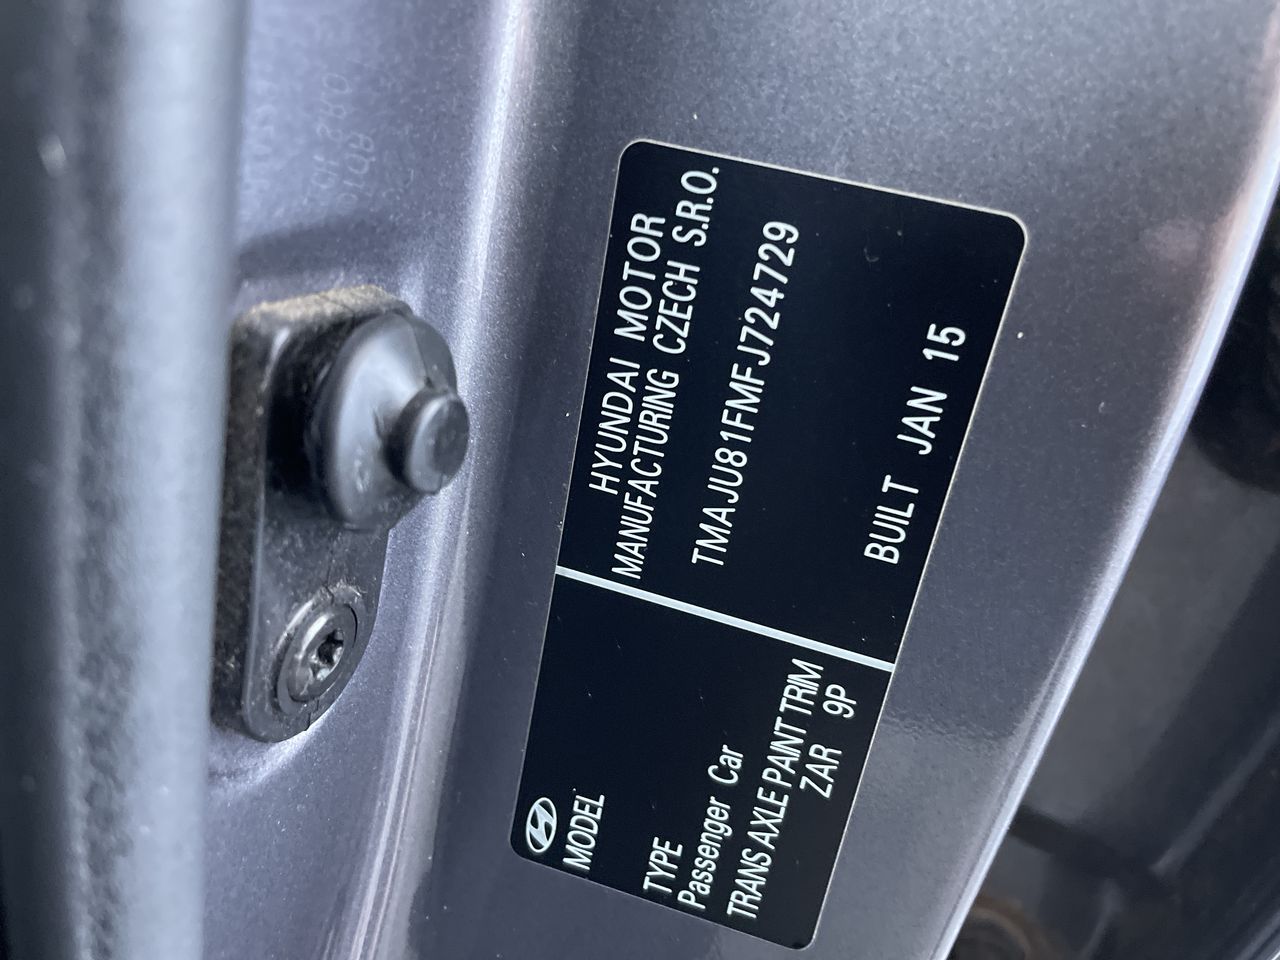 HYUNDAI MOTOR
MANUFACTURING CZECH S.R.O.
TMAJU81FMFJ724729
BUILT JAN 15
MODEL
TYPE
Passenger Car
TRANS AXLE PAINT TRIM
ZAR 9P